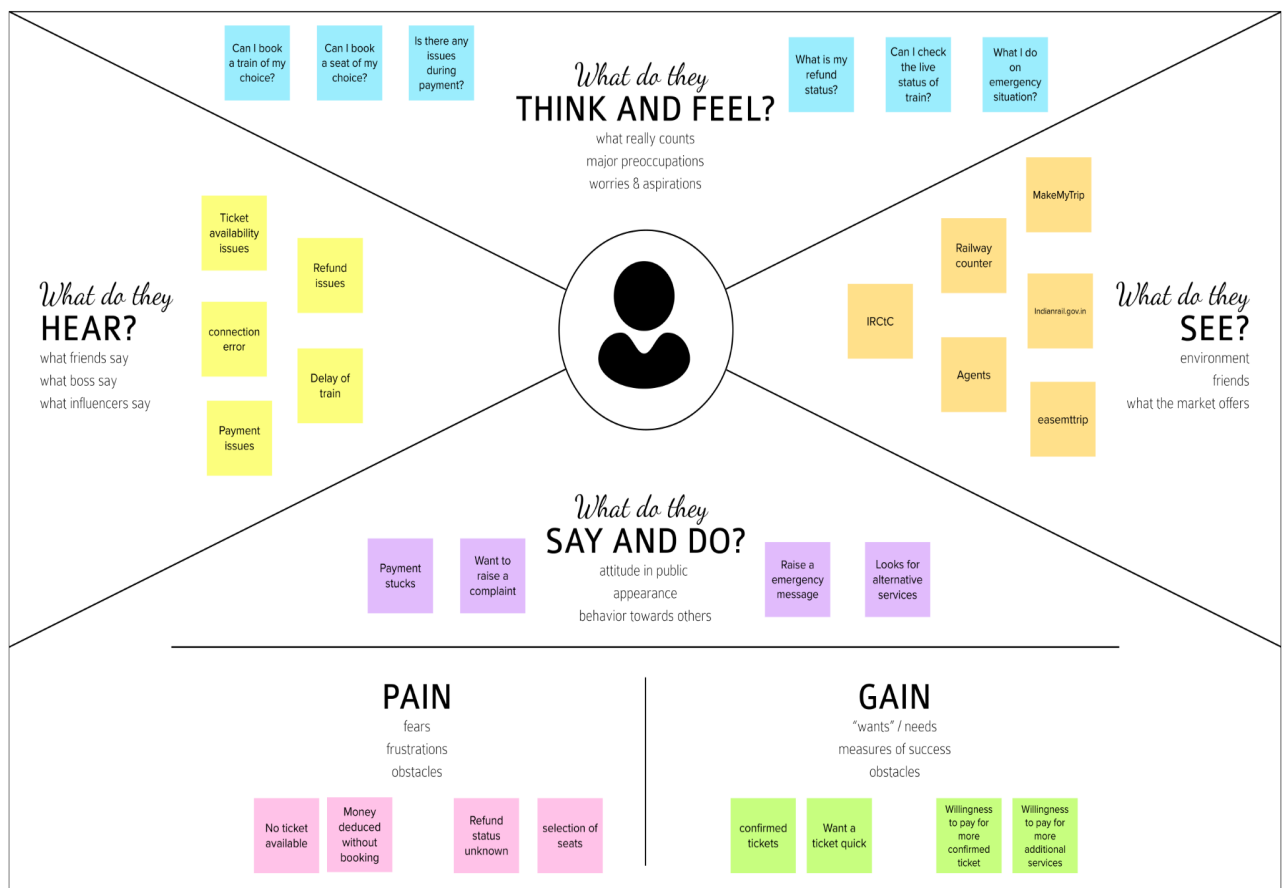 Can I book
a train of my
choice?
Can I book
a seat of my
choice?
Is there any
issues
during
payment?
What do they
THINK AND FEEL?
what really counts
major preoccupations
worries & aspirations
What is my
refund
status?
Can I check
the live
status of
train?
What I do
on
emergency
situation?
What do they
HEAR?
what friends say
what boss say
what influencers say
Ticket
availability
issues
Refund
issues
connection
error
Delay of
train
Payment
issues
MakeMyTrip
Railway
counter
IRCtC
Indianrail.gov.in
Agents
easemttrip
What do they
SEE?
environment
friends
what the market offers
What do they
SAY AND DO?
attitude in public
appearance
behavior towards others
Payment
stucks
Want to
raise a
complaint
Raise a
emergency
message
Looks for
alternative
services
PAIN
fears
frustrations
obstacles
No ticket
available
Money
deduced
without
booking
Refund
status
unknown
selection of
seats
GAIN
“wants” / needs
measures of success
obstacles
confirmed
tickets
Want a
ticket quick
Willingness
to pay for
more
confirmed
ticket
Willingness
to pay for
more
additional
services